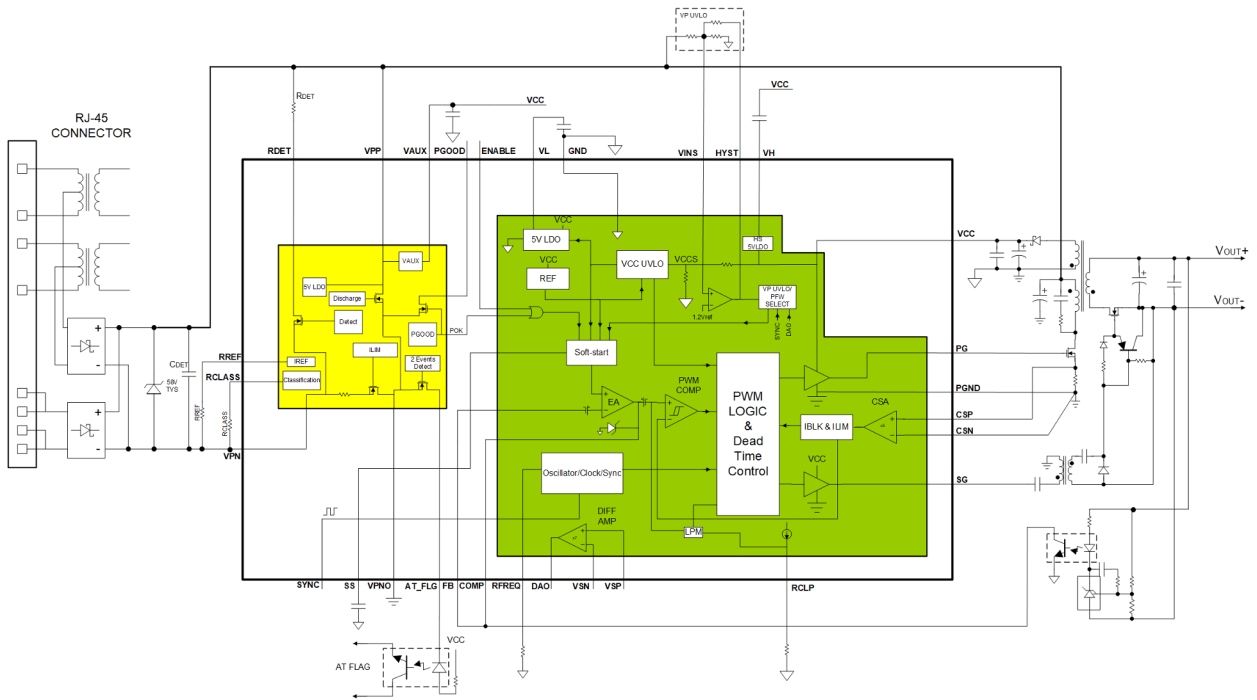 VP UVLO
VCC
RDET
VCC
RJ-45
CONNECTOR
RDET
VPP
VAUX
PGOOD
ENABLE
VL
GND
VINS
HYST
VH
VCC
VOUT+
VOUT-
5V LDO
VCC
REF
VCC
VCC UVLO
VCCS
HS
5VLDO
VP UVLO/
PFW
SELECT
1.2Vref
SYNC
DAO
VAUX
5V LDO
Discharge
Detect
PGOOD
POK
ILIM
2 Events
Detect
IREF
Classification
Soft-start
+
-
+
-
58V
TVS
CDET
RREF
RCLASS
RREF
RCLASS
VPN
EA
PWM
COMP
PWM
LOGIC
&
Dead
Time
Control
CSA
IBLK & ILIM
PG
PGND
CSP
CSN
VCC
SG
Oscillator/Clock/Sync
DIFF
AMP
LPM
SYNC
SS
VPNO
AT_FLG
FB
COMP
RFREQ
DAO
VSN
VSP
RCLP
AT FLAG
VCC